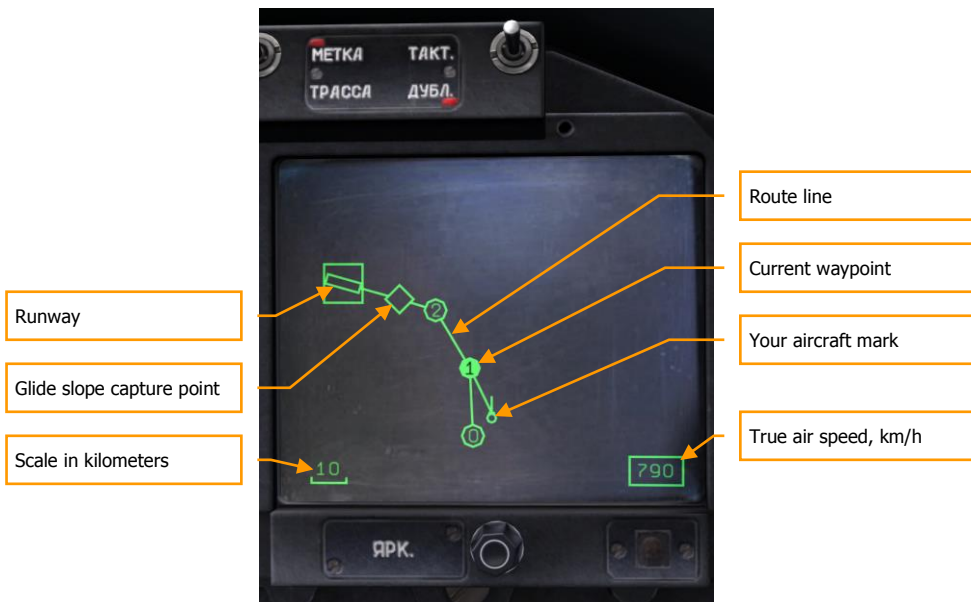 МЕТКА ТАКТ.
ТРАССА ДУБЛ.
Route line
Current waypoint
Runway
2
Your aircraft mark
1
Glide slope capture point
0
True air speed, km/h
Scale in kilometers
10
790
ЯРК.